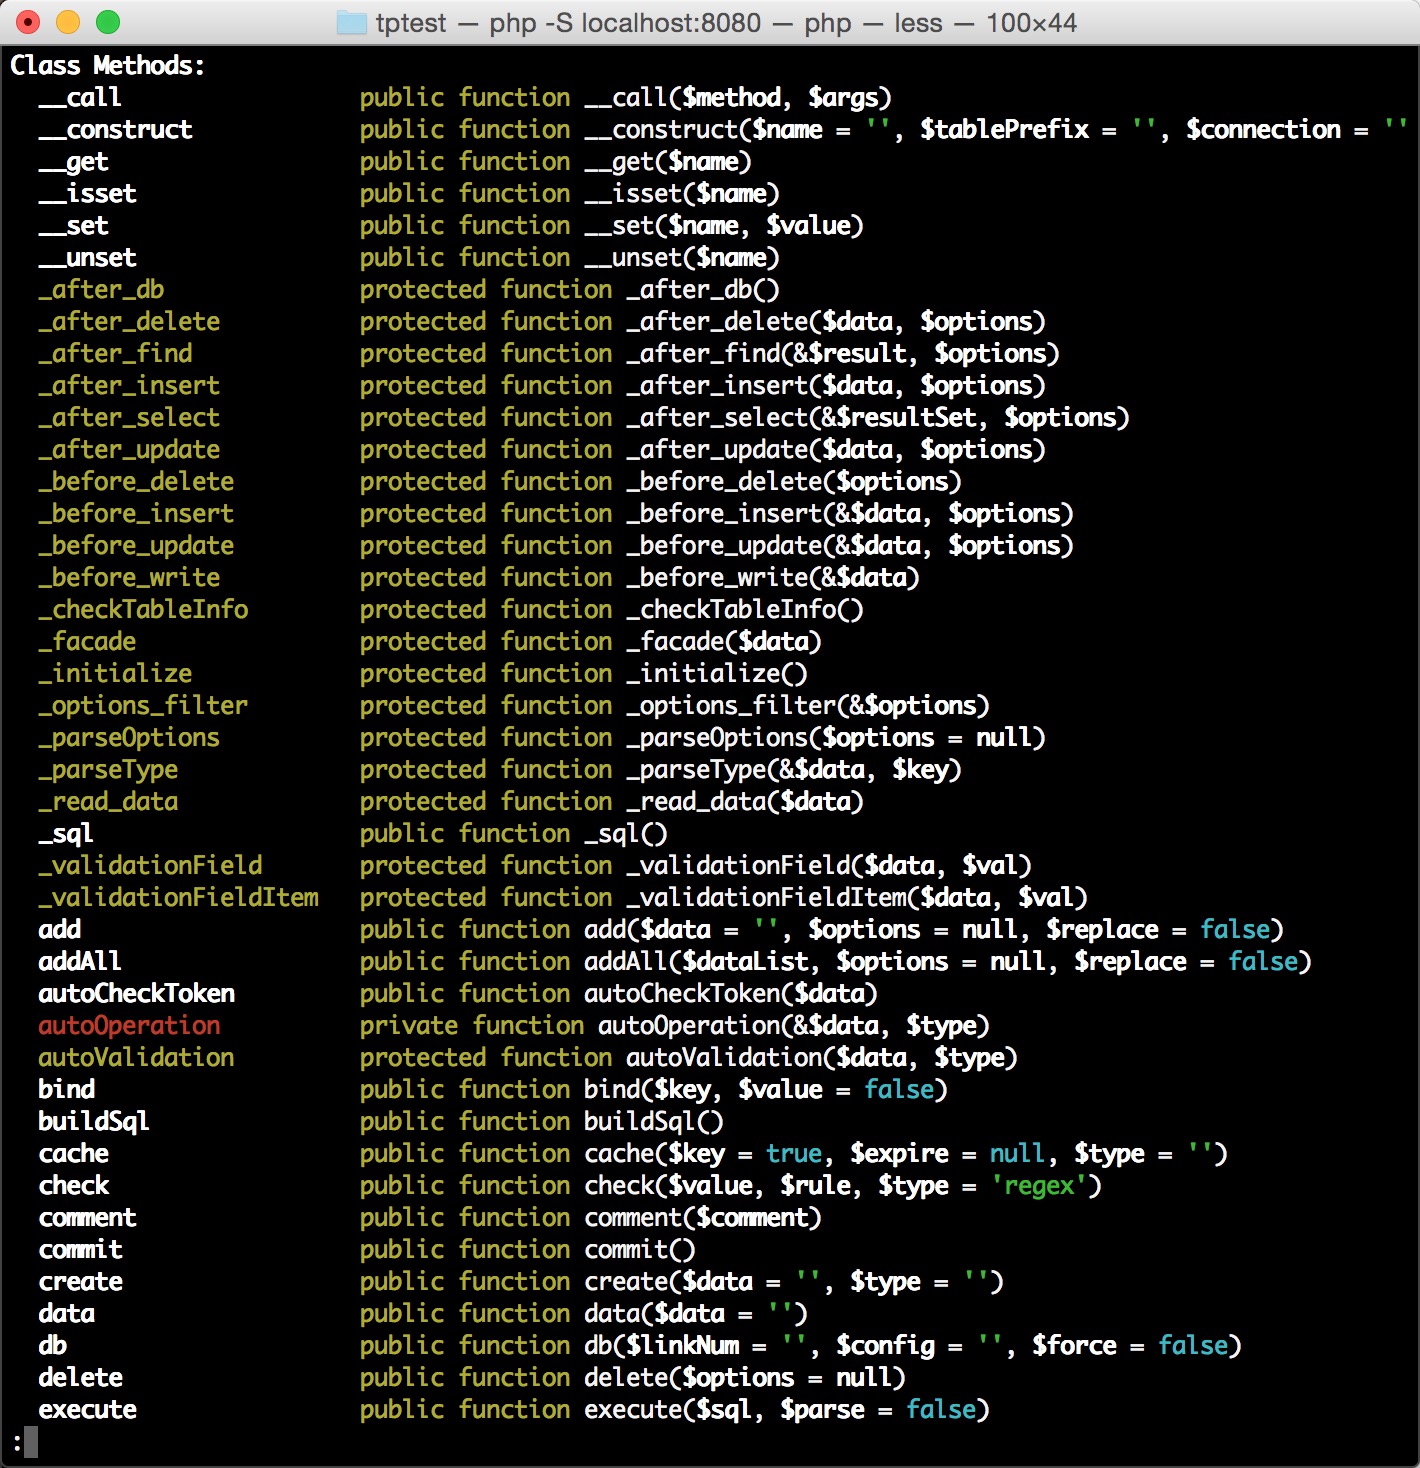 tptest — php -S localhost:8080 — php — less — 100×44
Class Methods:
__call public function __call($method, $args)
__construct public function __construct($name = '', $tablePrefix = '', $connection = ''
__get public function __get($name)
__isset public function __isset($name)
__set public function __set($name, $value)
__unset public function __unset($name)
_after_db protected function _after_db()
_after_delete protected function _after_delete($data, $options)
_after_find protected function _after_find(&$result, $options)
_after_insert protected function _after_insert($data, $options)
_after_select protected function _after_select(&$resultSet, $options)
_after_update protected function _after_update($data, $options)
_before_delete protected function _before_delete($options)
_before_insert protected function _before_insert(&$data, $options)
_before_update protected function _before_update(&$data, $options)
_before_write protected function _before_write(&$data)
_checkTableInfo protected function _checkTableInfo()
_facade protected function _facade($data)
_initialize protected function _initialize()
_options_filter protected function _options_filter(&$options)
_parseOptions protected function _parseOptions($options = null)
_parseType protected function _parseType(&$data, $key)
_read_data protected function _read_data($data)
_sql public function _sql()
_validationField protected function _validationField($data, $val)
_validationFieldItem protected function _validationFieldItem($data, $val)
add public function add($data = '', $options = null, $replace = false)
addAll public function addAll($dataList, $options = null, $replace = false)
autoCheckToken public function autoCheckToken($data)
autoOperation private function autoOperation(&$data, $type)
autoValidation protected function autoValidation($data, $type)
bind public function bind($key, $value = false)
buildSql public function buildSql()
cache public function cache($key = true, $expire = null, $type = '')
check public function check($value, $rule, $type = 'regex')
comment public function comment($comment)
commit public function commit()
create public function create($data = '', $type = '')
data public function data($data = '')
db public function db($linkNum = '', $config = '', $force = false)
delete public function delete($options = null)
execute public function execute($sql, $parse = false)
: